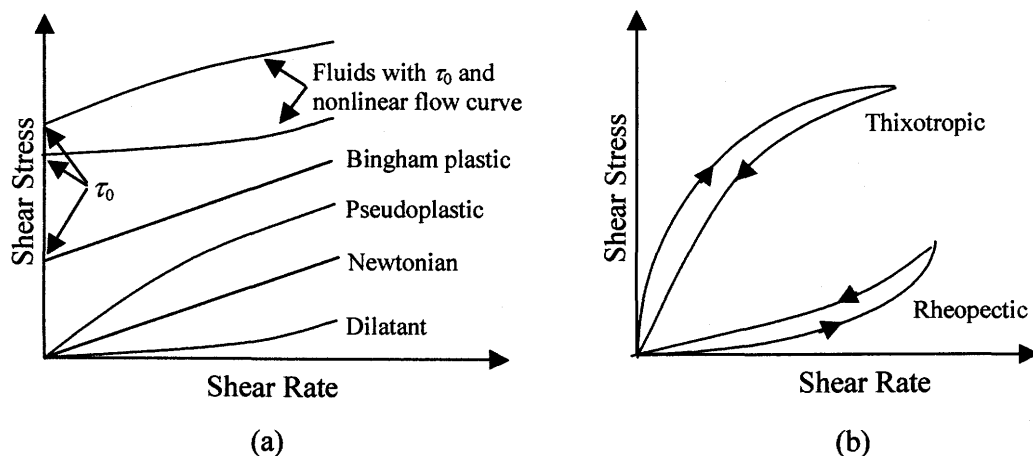 Fluids with τ0 and
nonlinear flow curve
Bingham plastic
τ0
Pseudoplastic
Newtonian
Dilatant
Shear Stress
Shear Rate
(a)
Thixotropic
Rheopectic
Shear Stress
Shear Rate
(b)